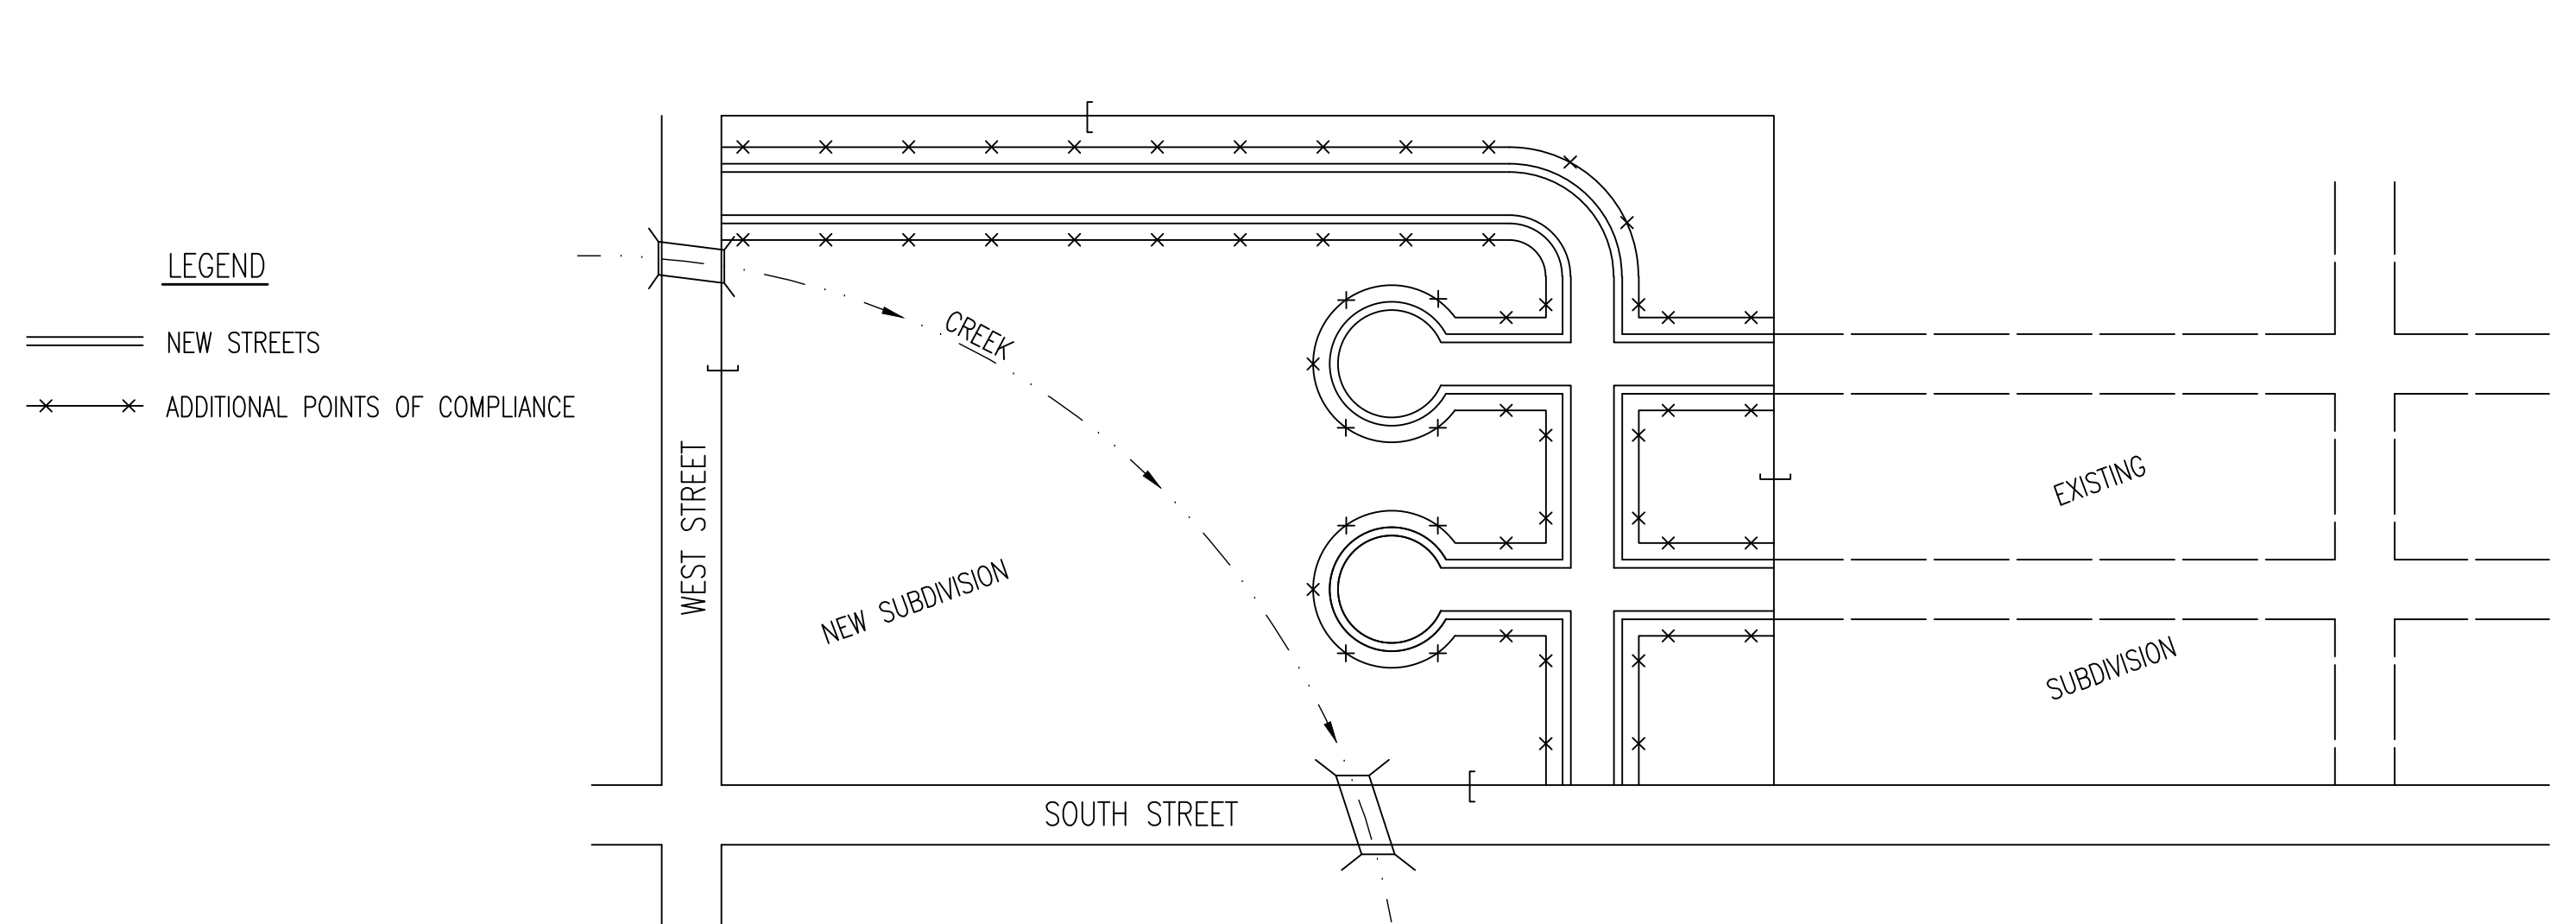 LEGEND
NEW STREETS
ADDITIONAL POINTS OF COMPLIANCE
WEST STREET
CREEK
NEW SUBDIVISION
SOUTH STREET
EXISTING
SUBDIVISION